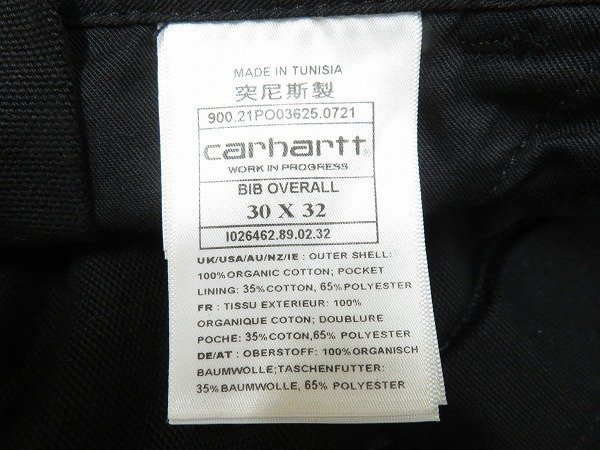 MADE IN TUNISIA
突尼斯製
900.21PO03625.0721
carhartt®
WORK IN PROGRESS
BIB OVERALL
30 X 32
I026462.89.02.32
UK/USA/AU/NZ/IE : OUTER SHELL:
100%ORGANIC COTTON; POCKET
LINING: 35%COTTON, 65%POLYESTER
FR : TISSU EXTERIEUR: 100%
ORGANIQUE COTON; DOUBLURE
POCHE: 35%COTON,65% POLYESTER
DE/AT : OBERSTOFF: 100%ORGANISCH
BAUMWOLLE;TASCHENFUTTER:
35%BAUMWOLLE, 65% POLYESTER